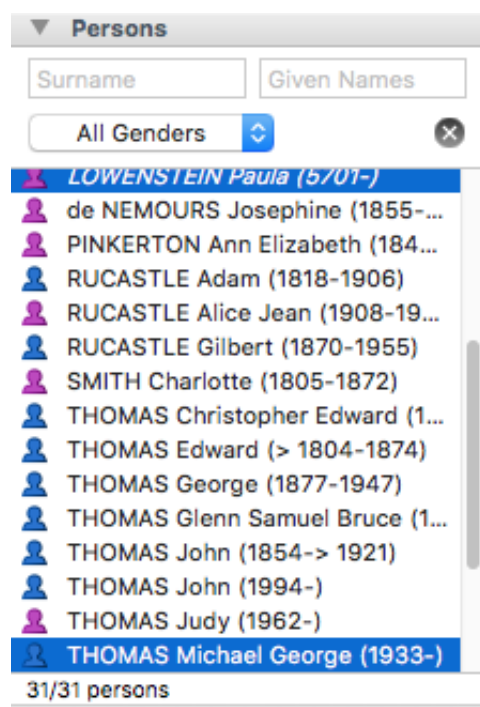 Persons
Surname Given Names
All Genders
LOWENSTEIN Paula (5701-)
de NEMOURS Josephine (1855-...
PINKERTON Ann Elizabeth (184...
RUCASTLE Adam (1818-1906)
RUCASTLE Alice Jean (1908-19...
RUCASTLE Gilbert (1870-1955)
SMITH Charlotte (1805-1872)
THOMAS Christopher Edward (1...
THOMAS Edward (> 1804-1874)
THOMAS George (1877-1947)
THOMAS Glenn Samuel Bruce (1...
THOMAS John (1854-> 1921)
THOMAS John (1994-)
THOMAS Judy (1962-)
THOMAS Michael George (1933-)
31/31 persons